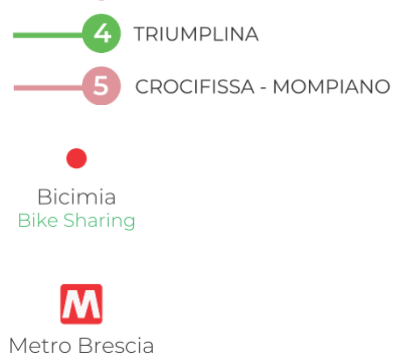 4 TRIUMPLINA
5 CROCIFISSA - MOMPIANO
Bicimia
Bike Sharing
M
Metro Brescia